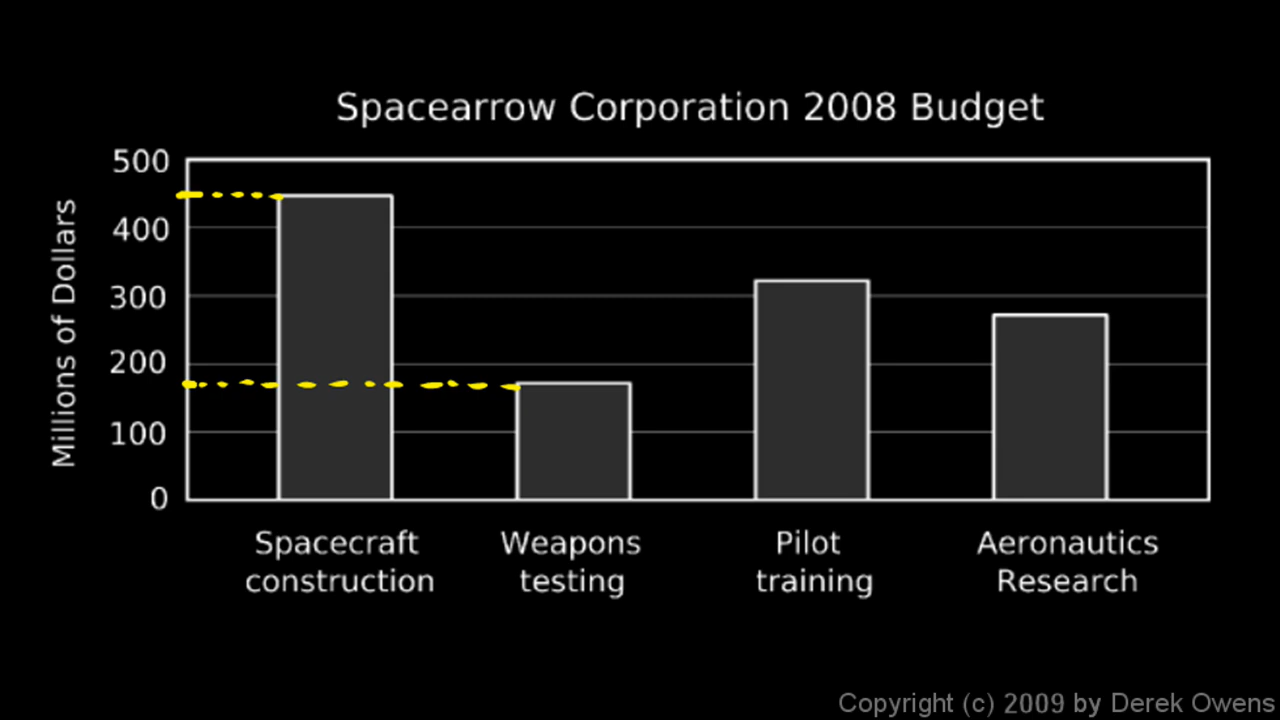 Spacearrow Corporation 2008 Budget
Millions of Dollars
500
400
300
200
100
0
Spacecraft
construction
Weapons
testing
Pilot
training
Aeronautics
Research
Copyright (c) 2009 by Derek Owens